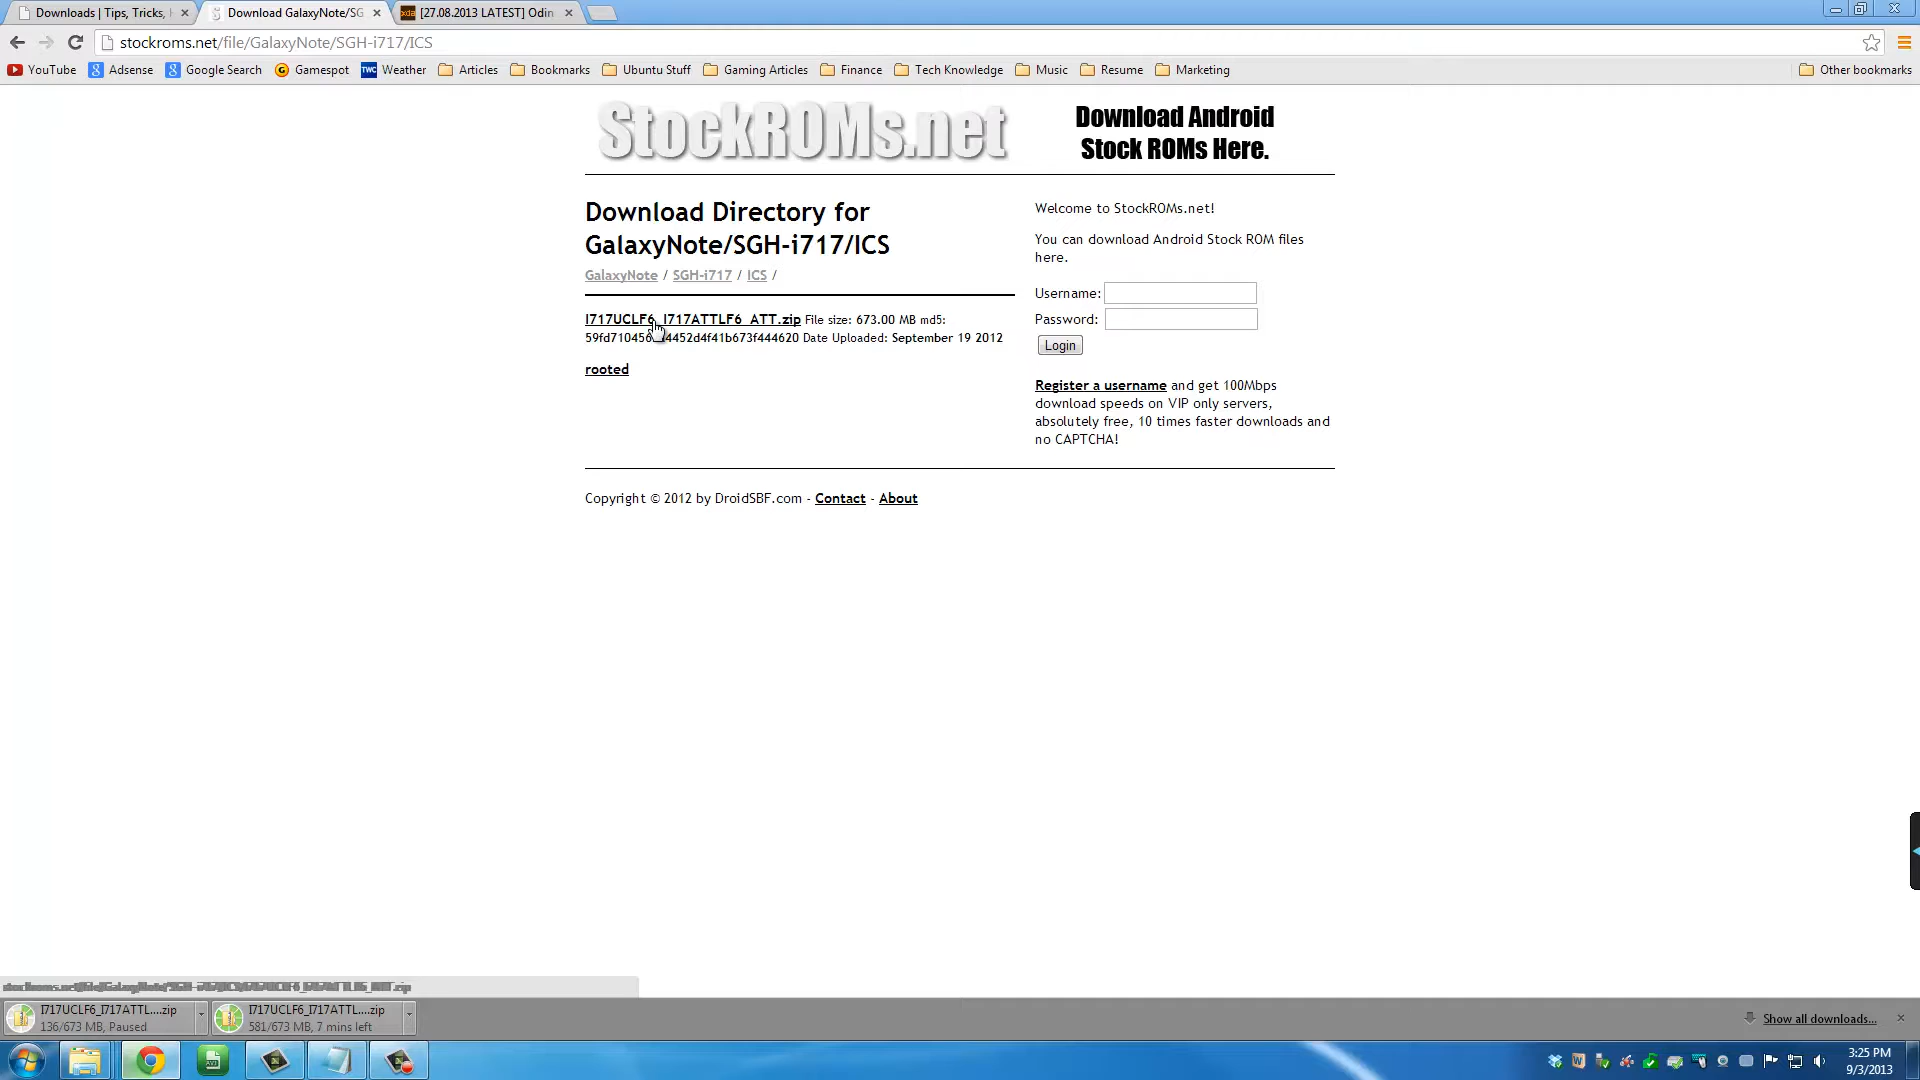 Downloads | Tips, Tricks, H
Download GalaxyNote/SG
[27.08.2013 LATEST] Odin
stockroms.net/file/GalaxyNote/SGH-i717/ICS
YouTube Adsense Google Search Gamespot TWC Weather Articles Bookmarks Ubuntu Stuff Gaming Articles Finance Tech Knowledge Music Resume Marketing Other bookmarks
StockROMs.net
Download Android
Stock ROMs Here.
Download Directory for
GalaxyNote/SGH-i717/ICS
GalaxyNote / SGH-i717 / ICS /
I717UCLF6_I717ATTLF6_ATT.zip File size: 673.00 MB md5:
4452d4f41b673f444620 Date Uploaded: September 19 2012
rooted
Welcome to StockROMs.net!
You can download Android Stock ROM files
here.
Username:
Password:
Login
Register a username and get 100Mbps
download speeds on VIP only servers,
absolutely free, 10 times faster downloads and
no CAPTCHA!
Copyright © 2012 by DroidSBF.com - Contact - About
I717UCLF6_I717ATTL....zip
136/673 MB, Paused
I717UCLF6_I717ATTL....zip
581/673 MB, 7 mins left
Show all downloads...
3:25 PM
9/3/2013